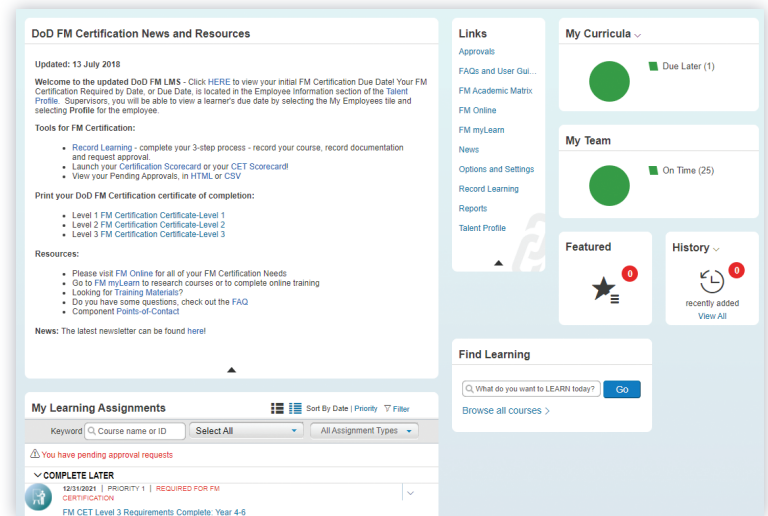 DoD FM Certification News and Resources
Updated: 13 July 2018
Welcome to the updated DoD FM LMS - Click HERE to view your initial FM Certification Due Date! Your FM
Certification Required by Date, or Due Date, is located in the Employee Information section of the Talent
Profile. Supervisors, you will be able to view a learner's due date by selecting the My Employees tile and
selecting Profile for the employee.
Tools for FM Certification:
Record Learning - complete your 3-step process - record your course, record documentation
and request approval.
Launch your Certification Scorecard or your CET Scorecard!
View your Pending Approvals, in HTML or CSV
Print your DoD FM Certification certificate of completion:
Level 1 FM Certification Certificate-Level 1
Level 2 FM Certification Certificate-Level 2
Level 3 FM Certification Certificate-Level 3
Resources:
Please visit FM Online for all of your FM Certification Needs
Go to FM myLearn to research courses or to complete online training
Looking for Training Materials?
Do you have some questions, check out the FAQ
Component Points-of-Contact
News: The latest newsletter can be found here!
Links
Approvals
FAQs and User Gui...
FM Academic Matrix
FM Online
FM myLearn
News
Options and Settings
Record Learning
Reports
Talent Profile
My Curricula
Due Later (1)
My Team
On Time (25)
Featured
0
History
0
recently added
View All
Find Learning
What do you want to LEARN today?
Go
Browse all courses >
My Learning Assignments
Sort By Date | Priority
Filter
Keyword
Course name or ID
Select All
All Assignment Types
You have pending approval requests
COMPLETE LATER
12/31/2021 | PRIORITY 1 | REQUIRED FOR FM
CERTIFICATION
FM CET Level 3 Requirements Complete: Year 4-6